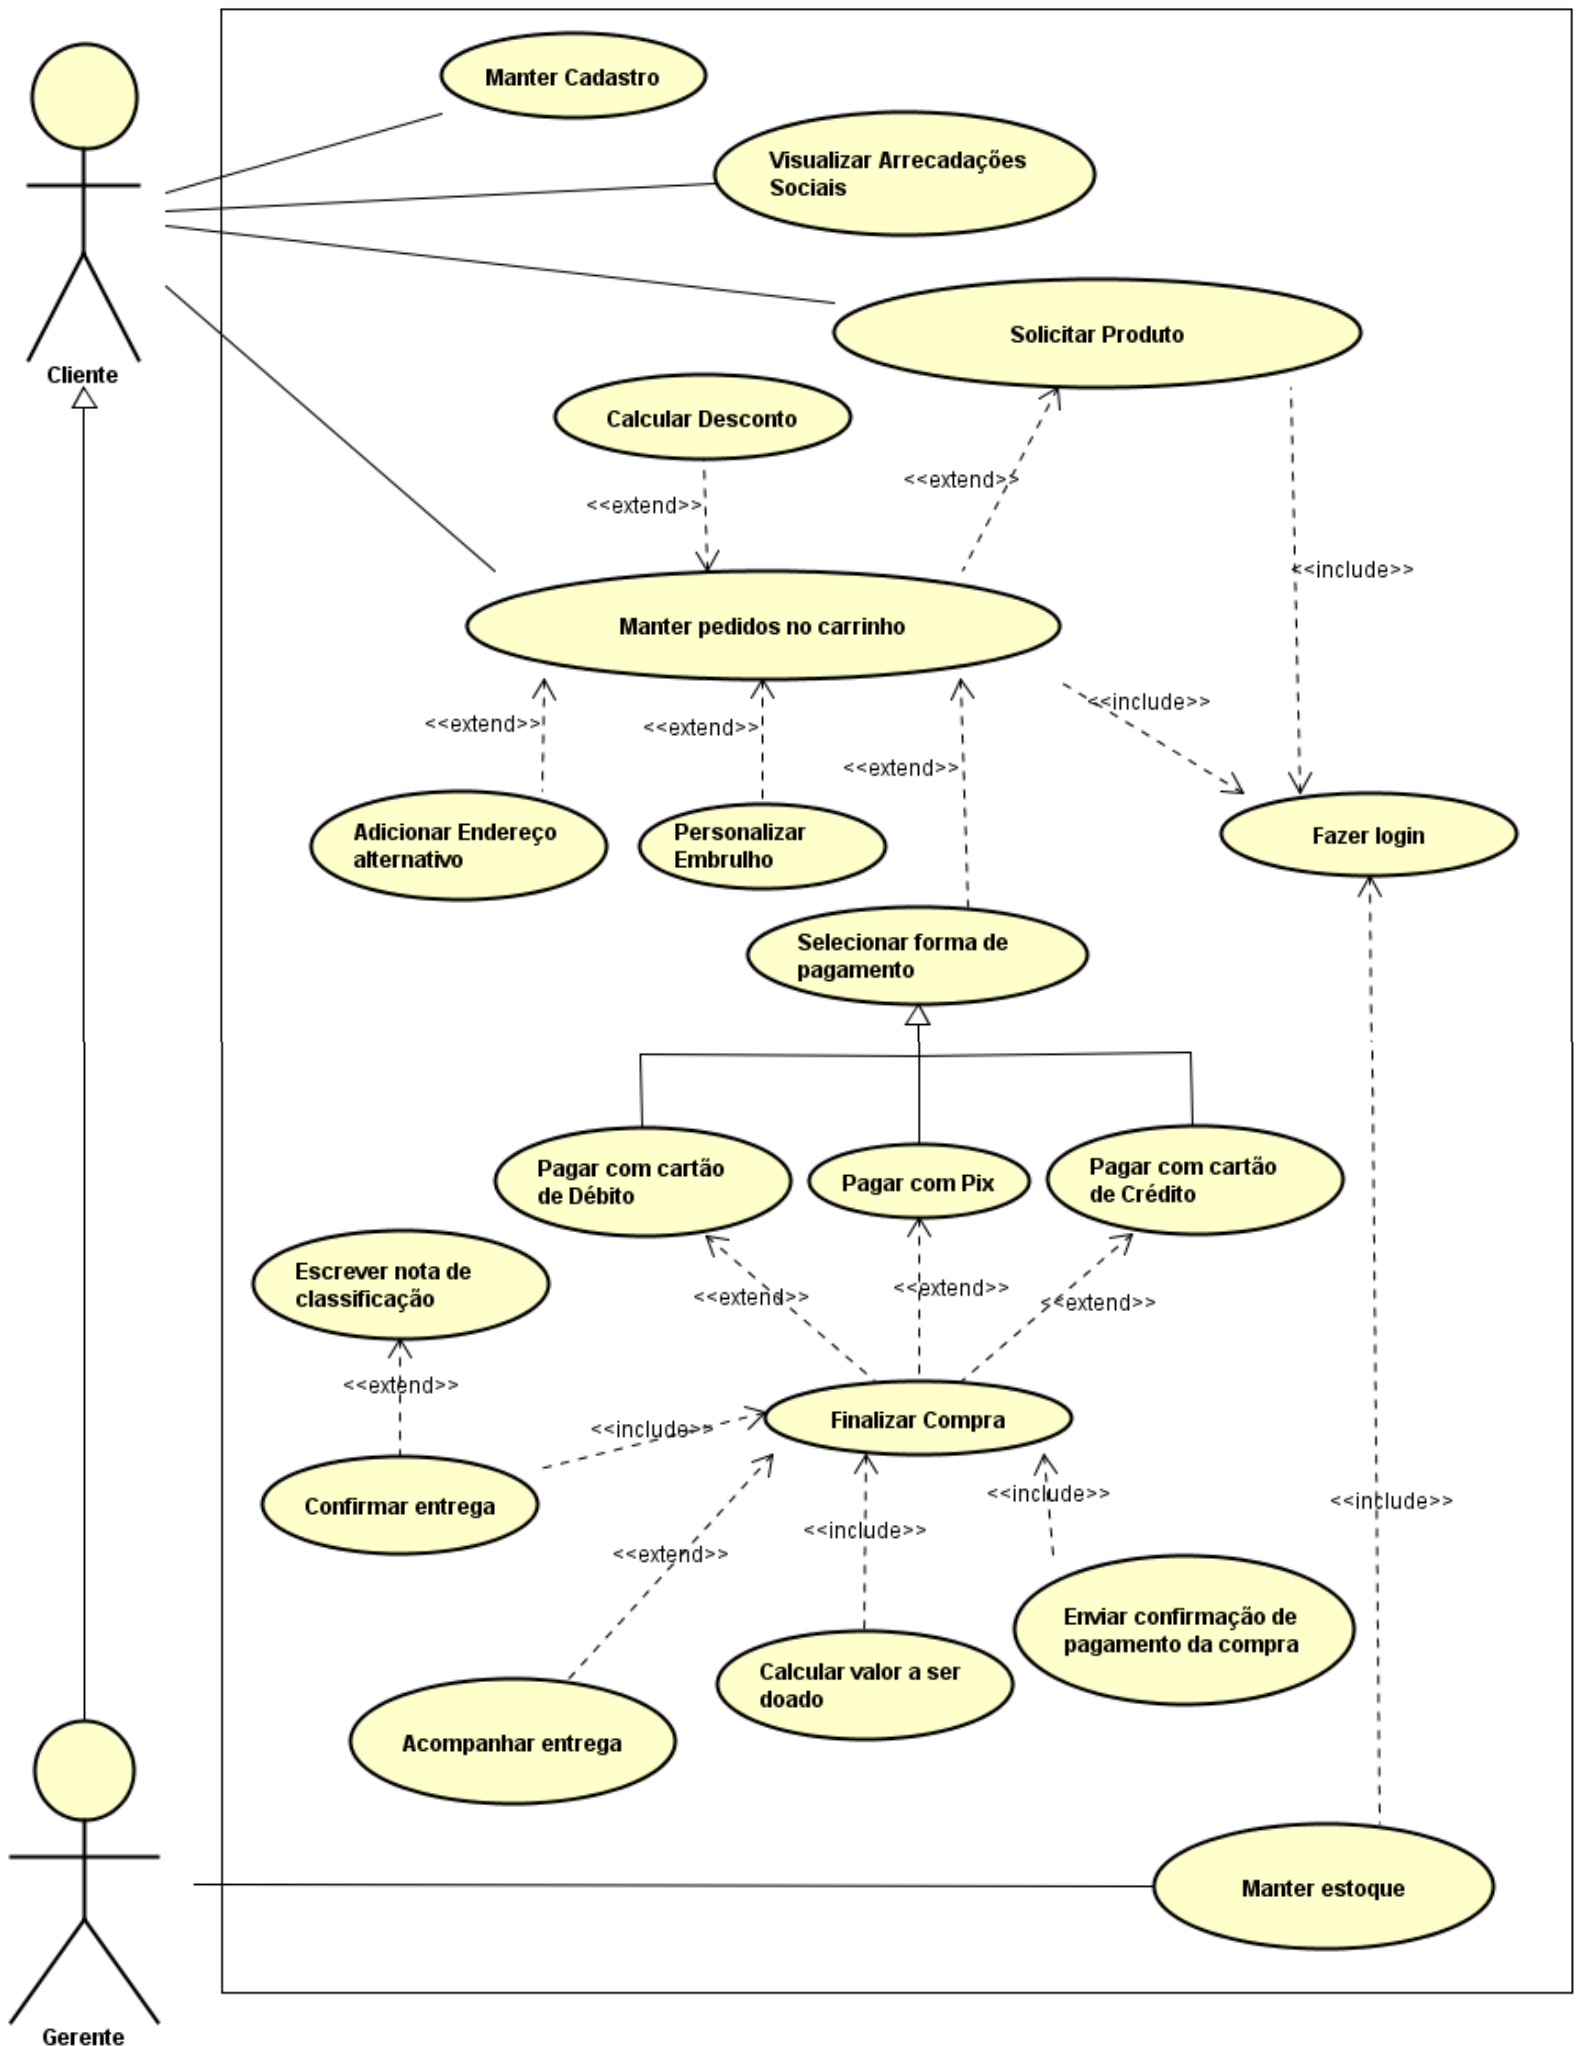 Manter Cadastro
Visualizar Arrecadações
Sociais
Solicitar Produto
Cliente
Calcular Desconto
<<extend>>
<<extend>>
<<include>>
Manter pedidos no carrinho
<<include>>
<<extend>>
<<extend>>
<<extend>>
Adicionar Endereço
alternativo
Personalizar
Embrulho
Fazer login
Selecionar forma de
pagamento
Pagar com cartão
de Débito
Pagar com Pix
Pagar com cartão
de Crédito
Escrever nota de
classificação
<<extend>>
<<extend>>
<<extend>>
<<extend>>
Finalizar Compra
<<include>>
Confirmar entrega
<<include>>
<<include>>
<<include>>
<<extend>>
Enviar confirmação de
pagamento da compra
Calcular valor a ser
doado
Acompanhar entrega
Manter estoque
Gerente